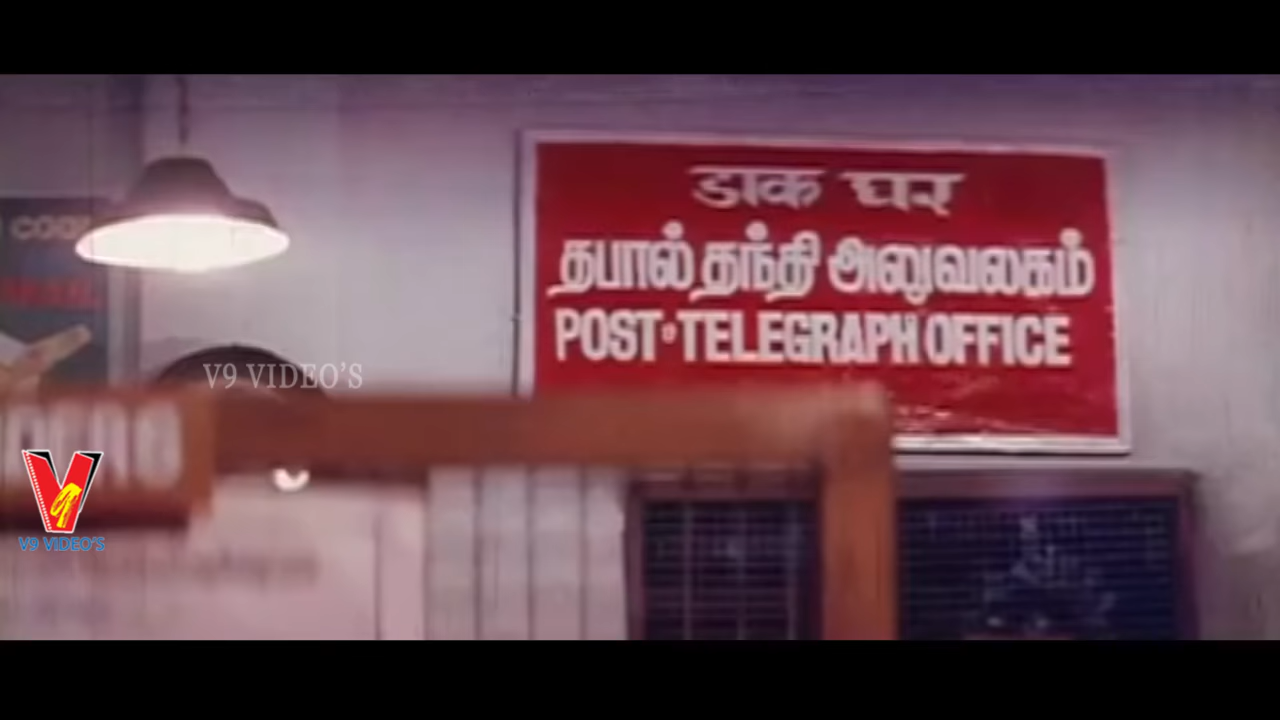 डाक घर
தபால் தந்தி அலுவலகம்
POST·TELEGRAPH OFFICE
V9 VIDEO'S
V9 VIDEO'S